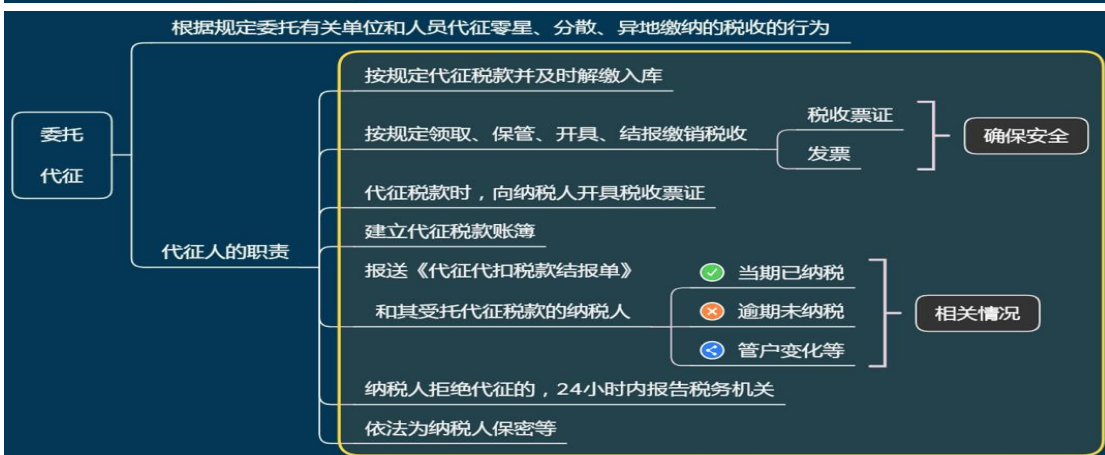 根据规定委托有关单位和人员代征零星、分散、异地缴纳的税收的行为
委托
代征
代征人的职责
按规定代征税款并及时解缴入库
按规定领取、保管、开具、结报缴销税收
税收票证
发票
确保安全
代征税款时，向纳税人开具税收票证
建立代征税款账簿
报送《代征代扣税款结报单》
和其受托代征税款的纳税人
当期已纳税
逾期未纳税
管户变化等
相关情况
纳税人拒绝代征的，24小时内报告税务机关
依法为纳税人保密等